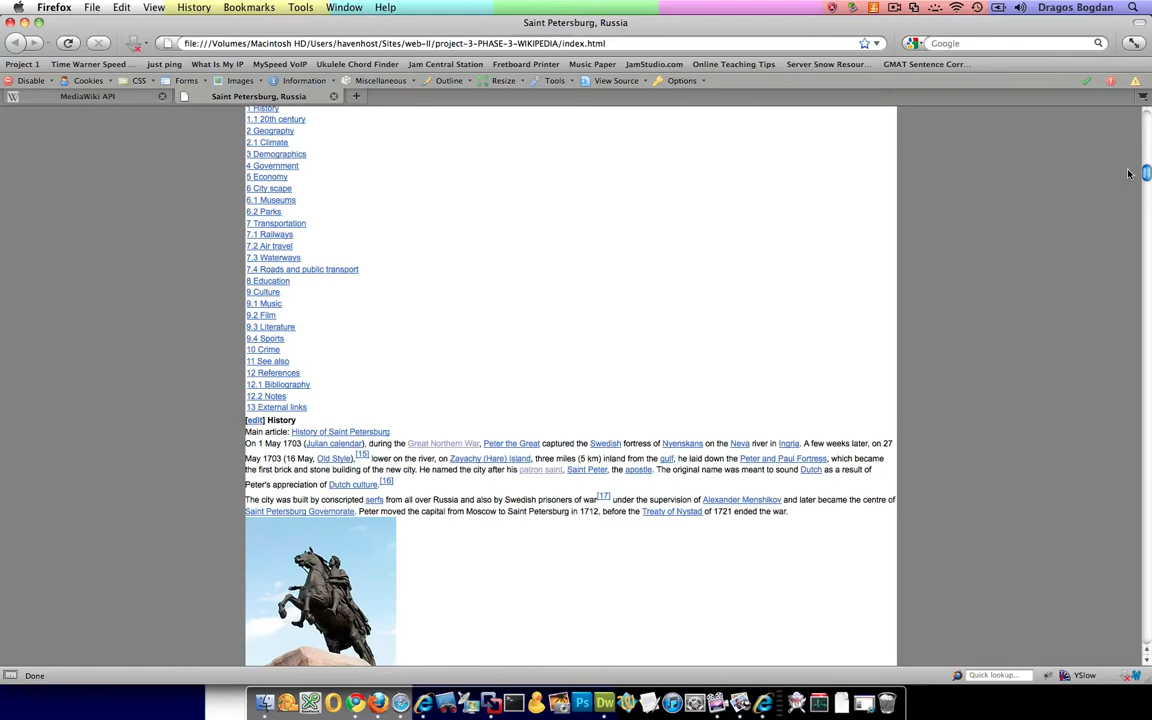 Firefox File Edit View History Bookmarks Tools Window Help Dragos Bogdan
Saint Petersburg, Russia
file:///Volumes/Macintosh HD/Users/havenhost/Sites/web-II/project-3-PHASE-3-WIKIPEDIA/index.html Google
Project 1 Time Warner Speed ... just ping What Is My IP MySpeed VoIP Ukulele Chord Finder Jam Central Station Fretboard Printer Music Paper JamStudio.com Online Teaching Tips Server Snow Resour... GMAT Sentence Corr...
Disable Cookies CSS Forms Images Information Miscellaneous Outline Resize Tools View Source Options
MediaWiki API Saint Petersburg, Russia
1 History
1.1 20th century
2 Geography
2.1 Climate
3 Demographics
4 Government
5 Economy
6 City scape
6.1 Museums
6.2 Parks
7 Transportation
7.1 Railways
7.2 Air travel
7.3 Waterways
7.4 Roads and public transport
8 Education
9 Culture
9.1 Music
9.2 Film
9.3 Literature
9.4 Sports
10 Crime
11 See also
12 References
12.1 Bibliography
12.2 Notes
13 External links
[edit] History
Main article: History of Saint Petersburg
On 1 May 1703 (Julian calendar), during the Great Northern War, Peter the Great captured the Swedish fortress of Nyenskans on the Neva river in Ingria. A few weeks later, on 27
May 1703 (16 May, Old Style),[15] lower on the river, on Zayachy (Hare) Island, three miles (5 km) inland from the gulf, he laid down the Peter and Paul Fortress, which became
the first brick and stone building of the new city. He named the city after his patron saint, Saint Peter, the apostle. The original name was meant to sound Dutch as a result of
Peter's appreciation of Dutch culture.[16]
The city was built by conscripted serfs from all over Russia and also by Swedish prisoners of war[17] under the supervision of Alexander Menshikov and later became the centre of
Saint Petersburg Governorate. Peter moved the capital from Moscow to Saint Petersburg in 1712, before the Treaty of Nystad of 1721 ended the war.
Done Quick lookup... YSlow
Ps Dw